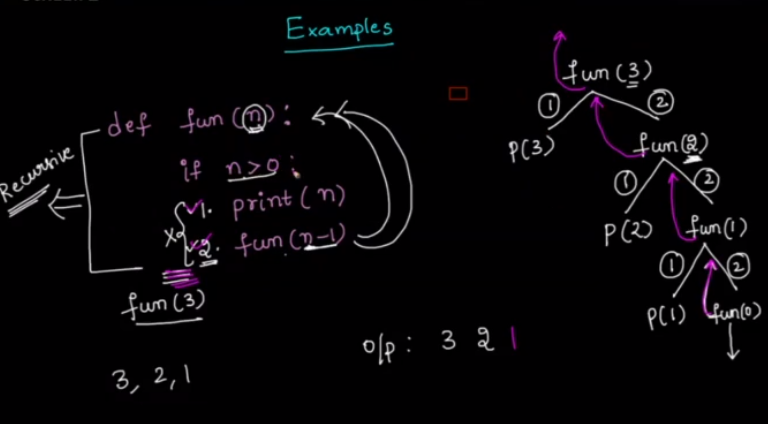 Examples
def fun(n):
if n>0:
1. print(n)
2. fun(n-1)
Recursive
fun(3)
3, 2, 1
o/p: 3 2 1
fun(3)
① ②
P(3) fun(2)
① ②
P(2) fun(1)
① ②
P(1) fun(0)